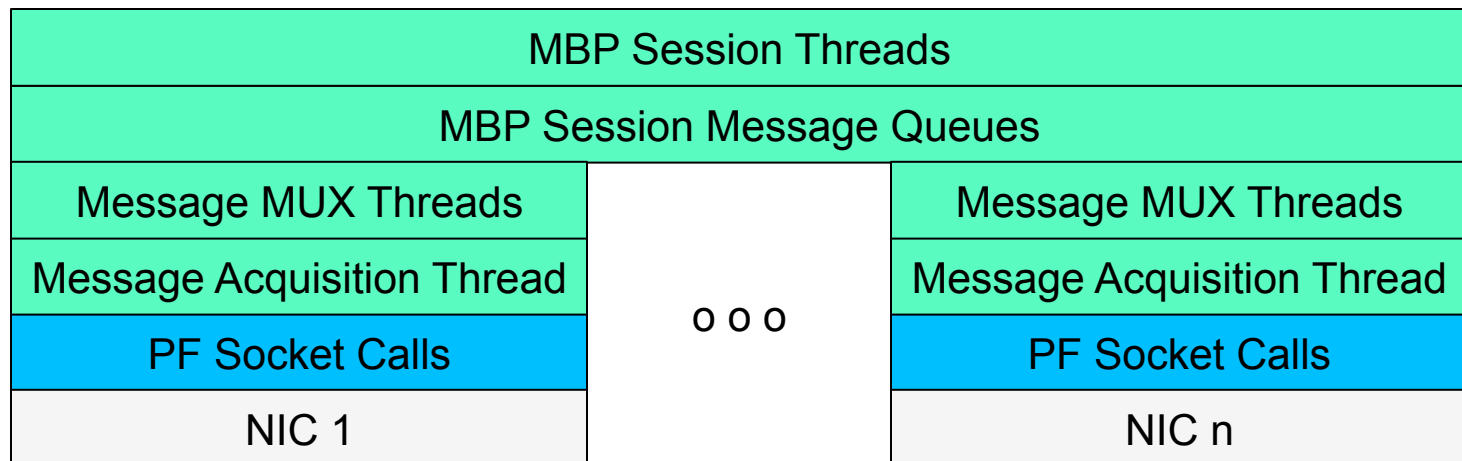 MBP Session Threads
MBP Session Message Queues
Message MUX Threads
Message Acquisition Thread
PF Socket Calls
NIC 1
o o o
Message MUX Threads
Message Acquisition Thread
PF Socket Calls
NIC n